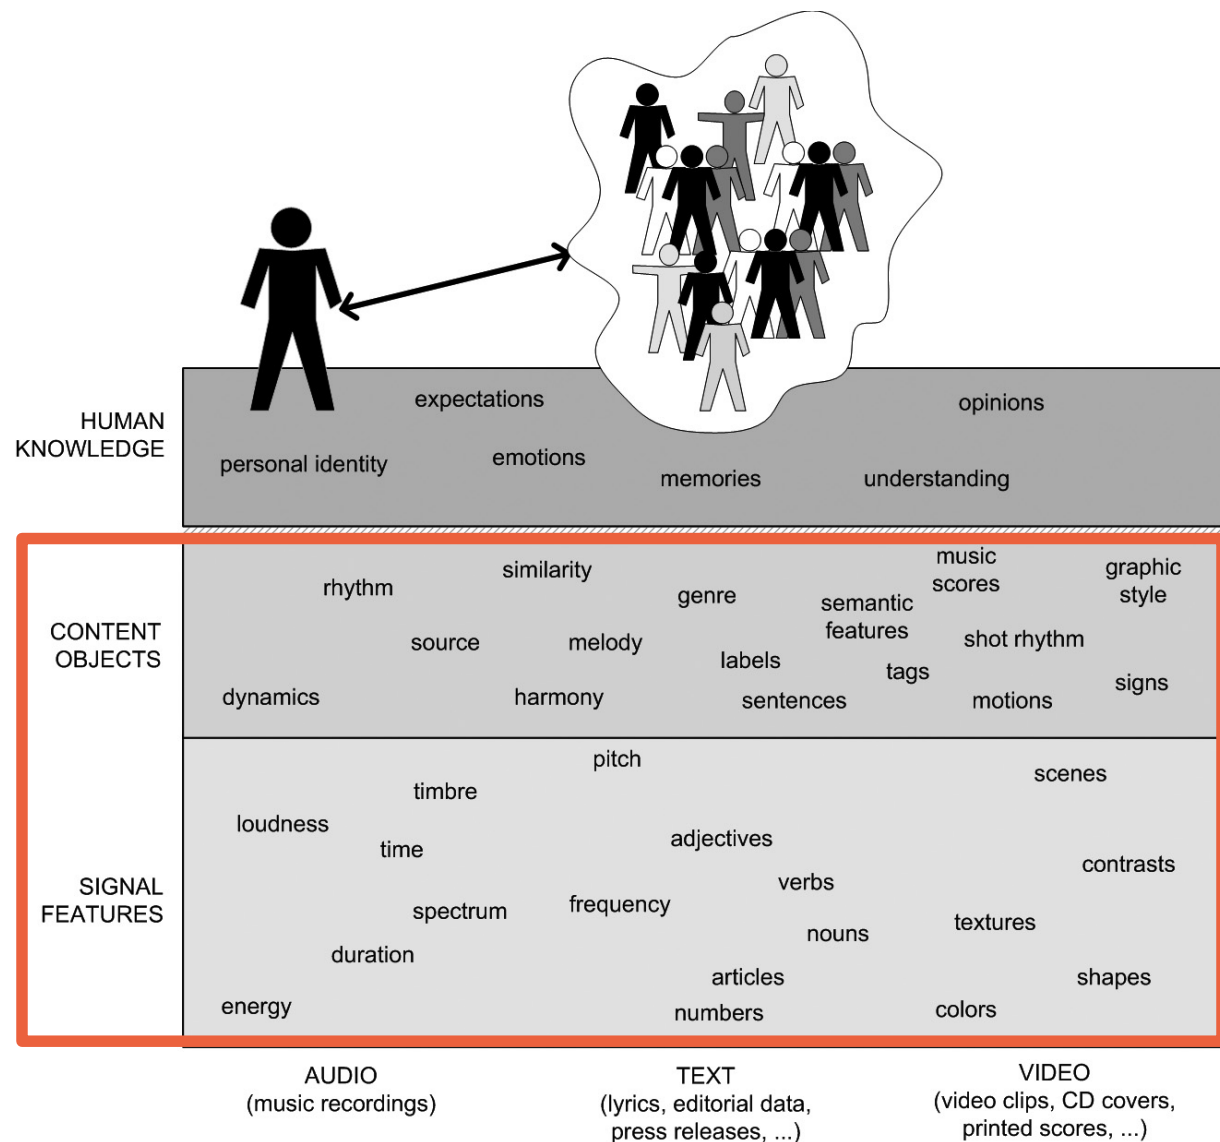 HUMAN
KNOWLEDGE
expectations
opinions
personal identity
emotions
memories
understanding
CONTENT
OBJECTS
rhythm
similarity
genre
semantic
features
music
scores
graphic
style
source
melody
labels
tags
shot rhythm
signs
dynamics
harmony
sentences
motions
SIGNAL
FEATURES
pitch
timbre
scenes
loudness
time
adjectives
contrasts
verbs
spectrum
frequency
nouns
textures
duration
articles
shapes
energy
numbers
colors
AUDIO
(music recordings)
TEXT
(lyrics, editorial data,
press releases, ...)
VIDEO
(video clips, CD covers,
printed scores, ...)